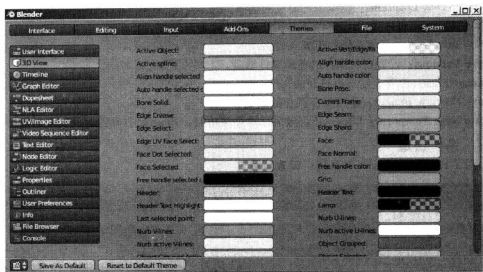 Blender
Interface Editing Input Add-Ons Themes File System
User Interface
3D View
Timeline
Graph Editor
Dopesheet
NLA Editor
UV/Image Editor
Video Sequence Editor
Text Editor
Node Editor
Logic Editor
Properties
Outliner
User Preferences
Info
File Browser
Console
Active Object:
Active spline:
Align handle selected
Auto handle selected c
Bone Solid:
Edge Crease
Edge Select:
Edge UV Face Select:
Face Dot Selected:
Face Selected
Free handle selected c
Header:
Header Text Highlight:
Last selected point:
Nurb V-lines:
Nurb active V-lines:
Active Vert/Edge/Fa
Align handle color:
Auto handle color:
Bone Pose:
Current Frame
Edge Seam:
Edge Sharp:
Face:
Face Normal:
Free handle color:
Grid:
Header Text:
Lamp:
Nurb U-lines:
Nurb active U-lines:
Object Grouped:
Save As Default Reset to Default Theme